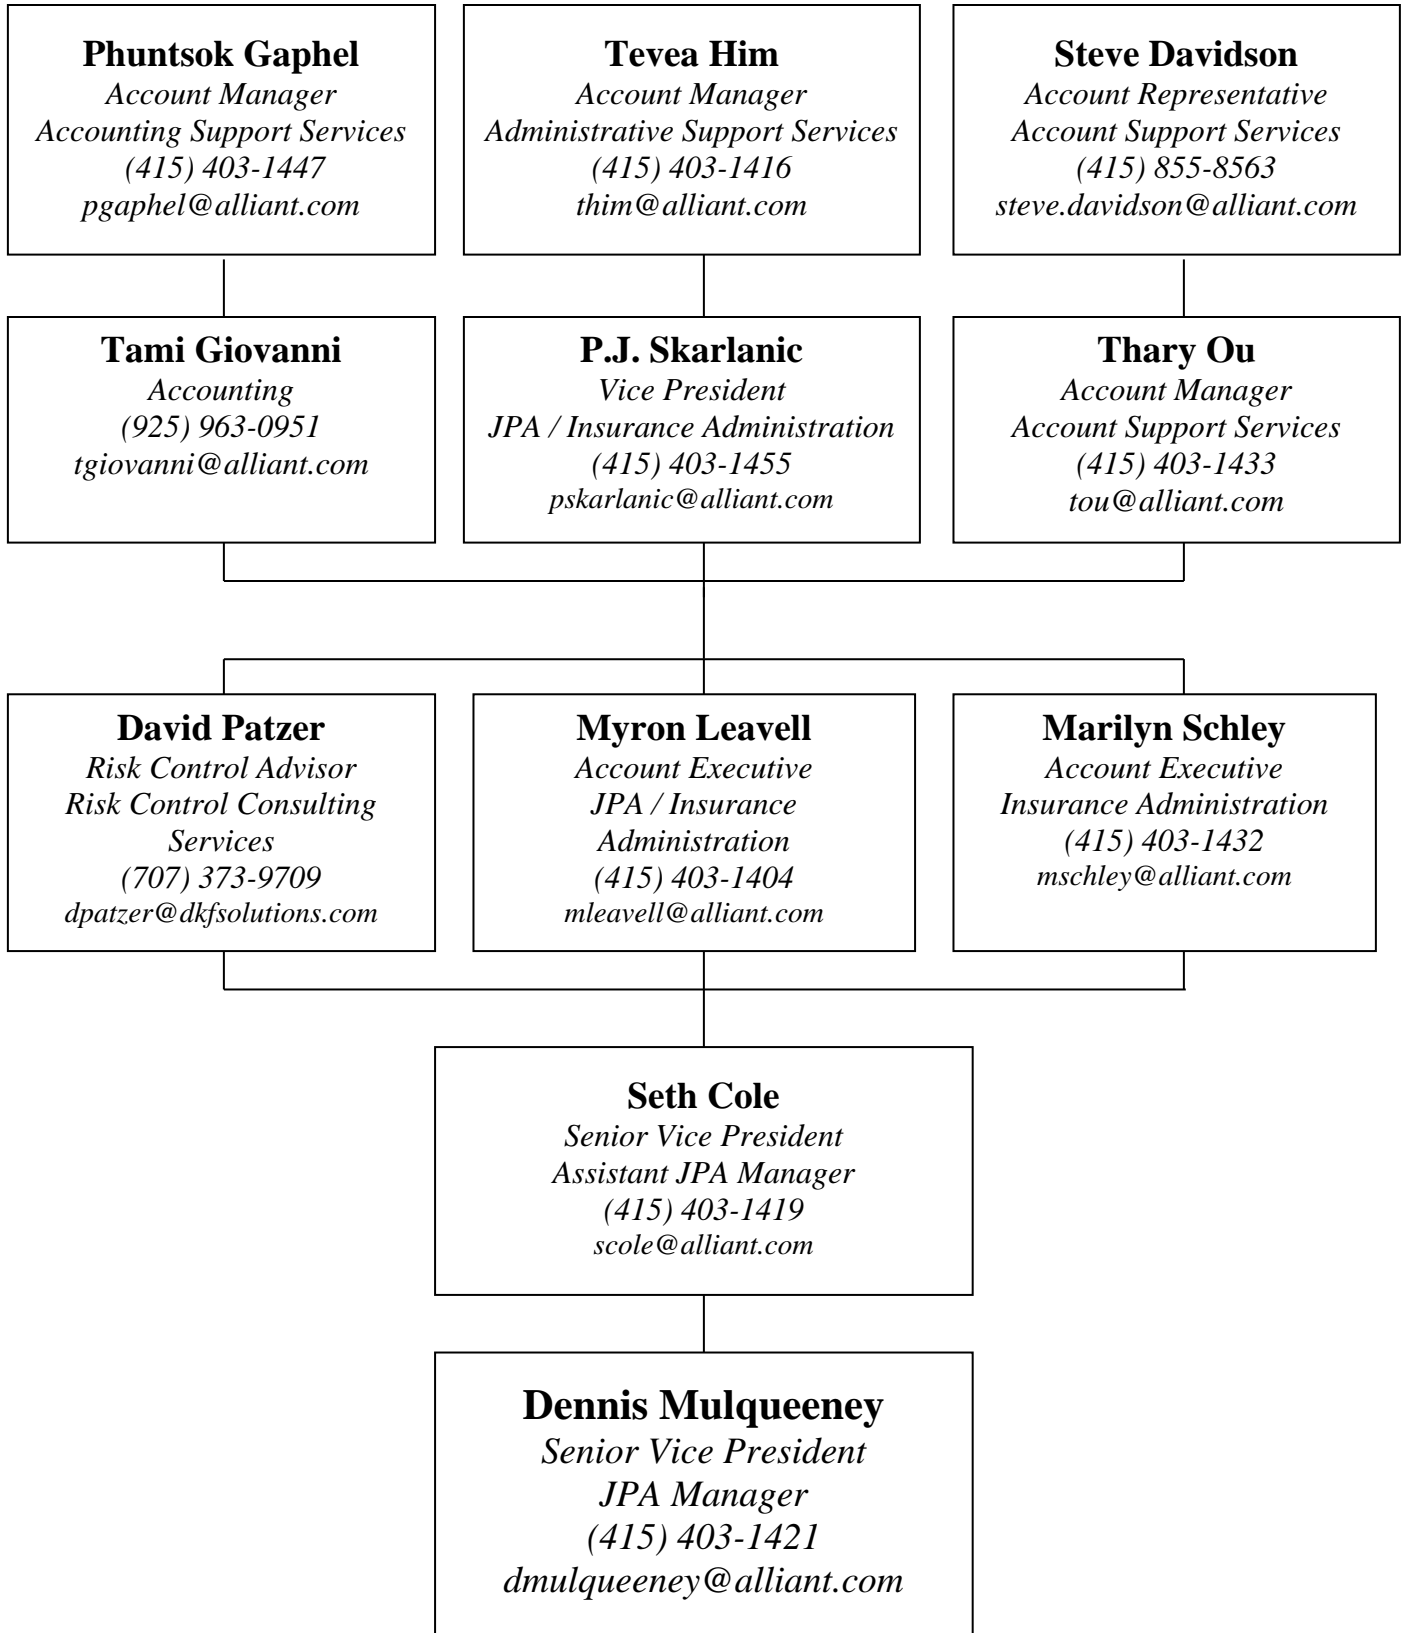 Phuntsok Gaphel
Account Manager
Accounting Support Services
(415) 403-1447
pgaphel@alliant.com
Tevea Him
Account Manager
Administrative Support Services
(415) 403-1416
thim@alliant.com
Steve Davidson
Account Representative
Account Support Services
(415) 855-8563
steve.davidson@alliant.com
Tami Giovanni
Accounting
(925) 963-0951
tgiovanni@alliant.com
P.J. Skarlanic
Vice President
JPA / Insurance Administration
(415) 403-1455
pskarlanic@alliant.com
Thary Ou
Account Manager
Account Support Services
(415) 403-1433
tou@alliant.com
David Patzer
Risk Control Advisor
Risk Control Consulting
Services
(707) 373-9709
dpatzer@dkfsolutions.com
Myron Leavell
Account Executive
JPA / Insurance
Administration
(415) 403-1404
mleavell@alliant.com
Marilyn Schley
Account Executive
Insurance Administration
(415) 403-1432
mschley@alliant.com
Seth Cole
Senior Vice President
Assistant JPA Manager
(415) 403-1419
scole@alliant.com
Dennis Mulqueeney
Senior Vice President
JPA Manager
(415) 403-1421
dmulqueeney@alliant.com